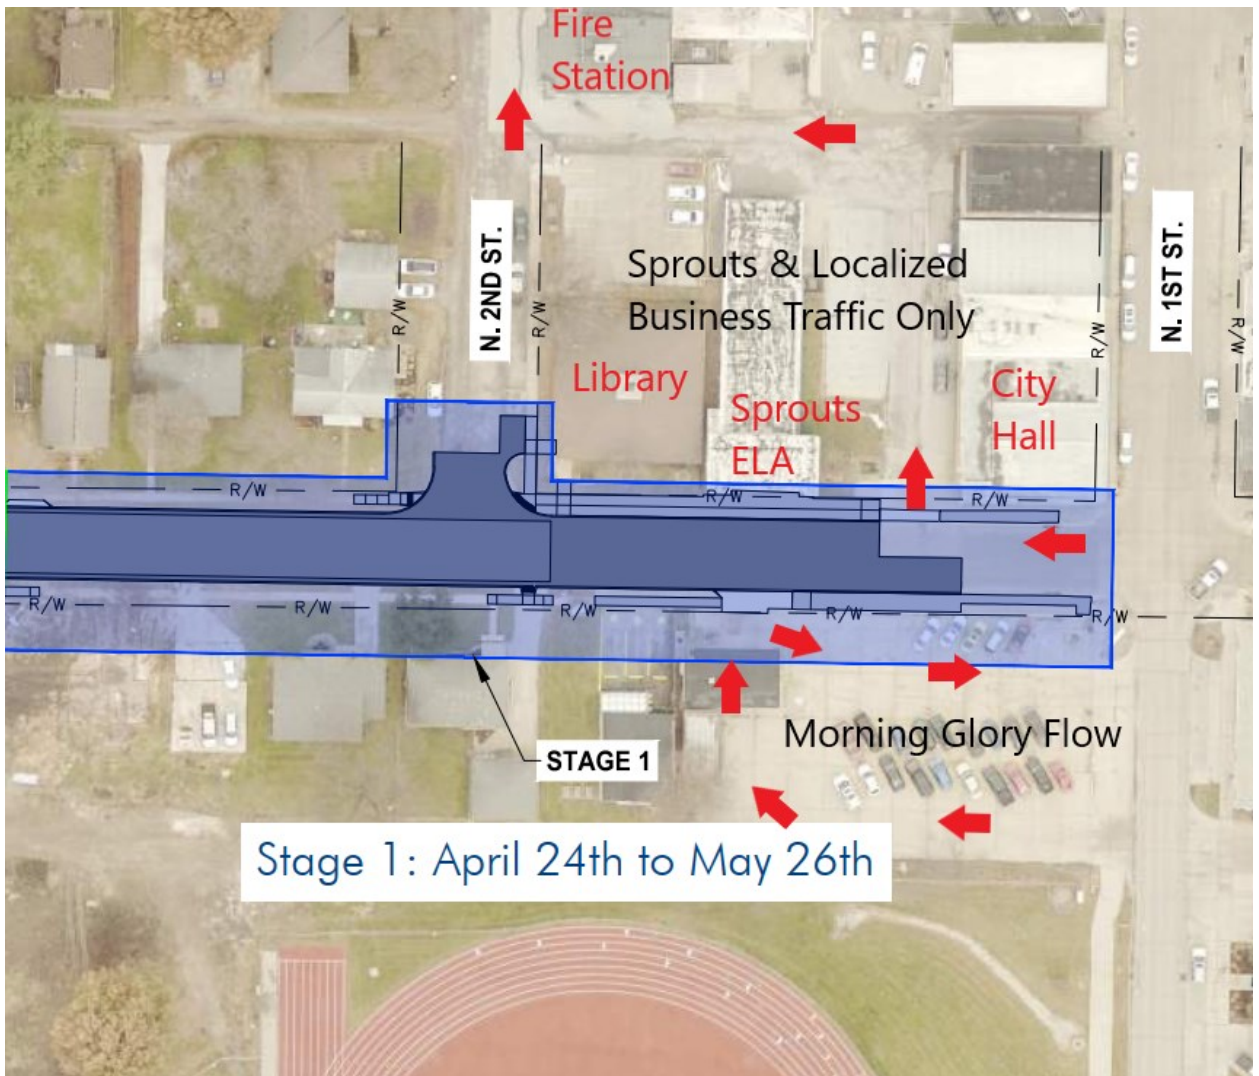 Fire
Station
N. 2ND ST.
N. 1ST ST.
Sprouts & Localized
Business Traffic Only
R/W
R/W
R/W
R/W
Library
Sprouts
ELA
City
Hall
R/W
R/W
R/W
R/W
R/W
R/W
R/W
R/W
STAGE 1
Morning Glory Flow
Stage 1: April 24th to May 26th